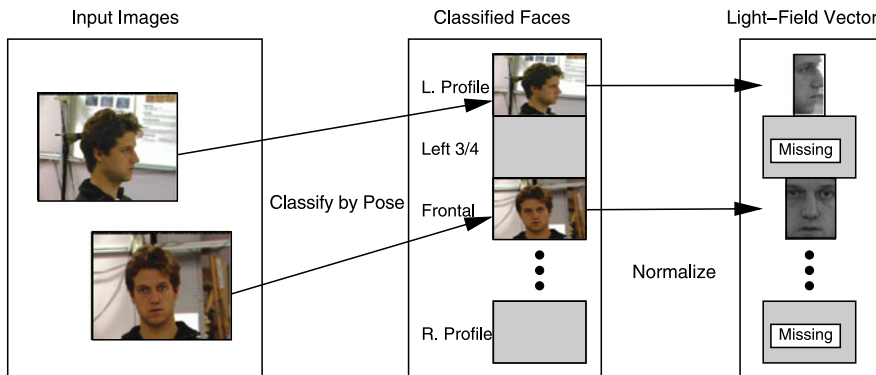 Input Images
Classified Faces
Light–Field Vector
L. Profile
Left 3/4
Missing
Classify by Pose
Frontal
Normalize
R. Profile
Missing